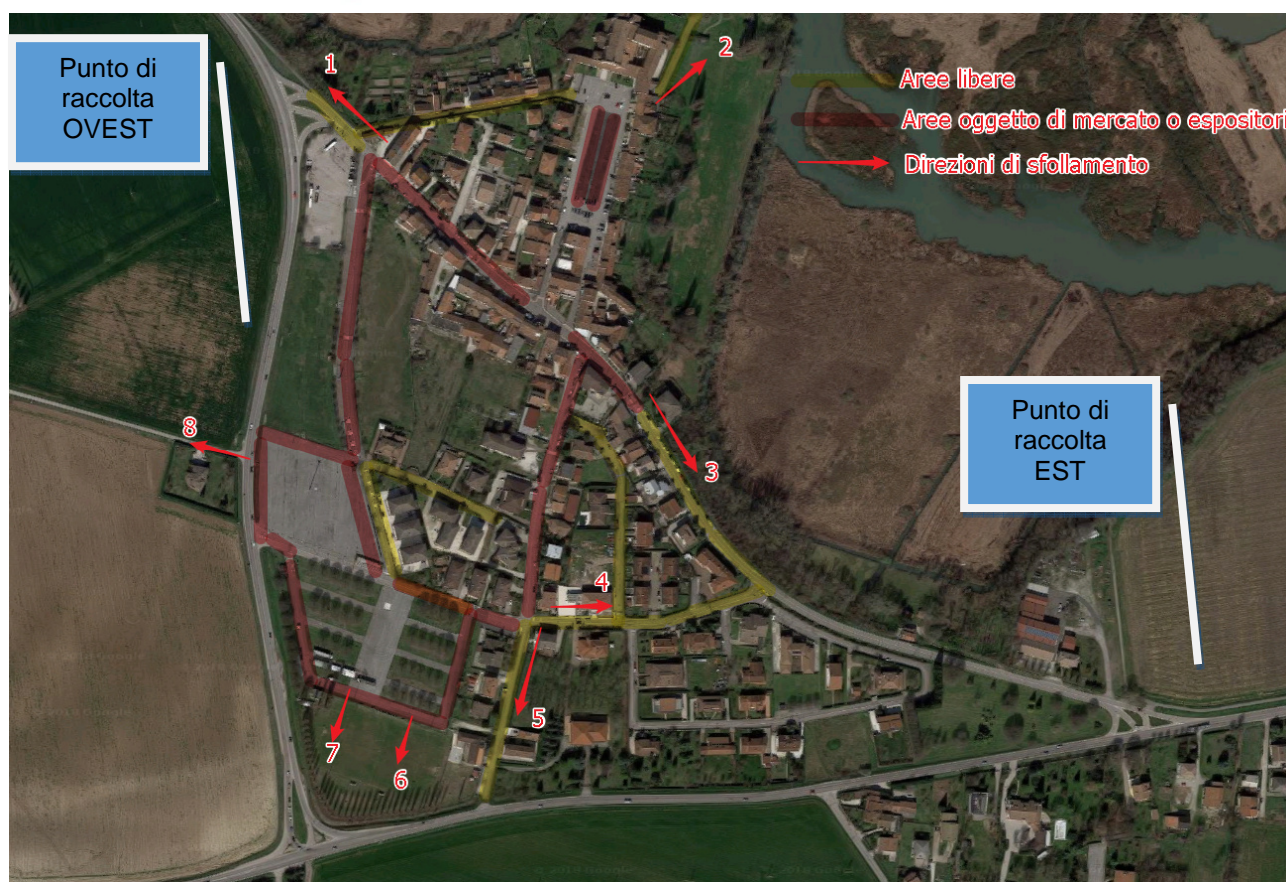 Punto di
raccolta
OVEST
1
2
Aree libere
Aree oggetto di mercato o espositori
Direzioni di sfollamento
8
Punto di
raccolta
EST
3
4
5
7
6